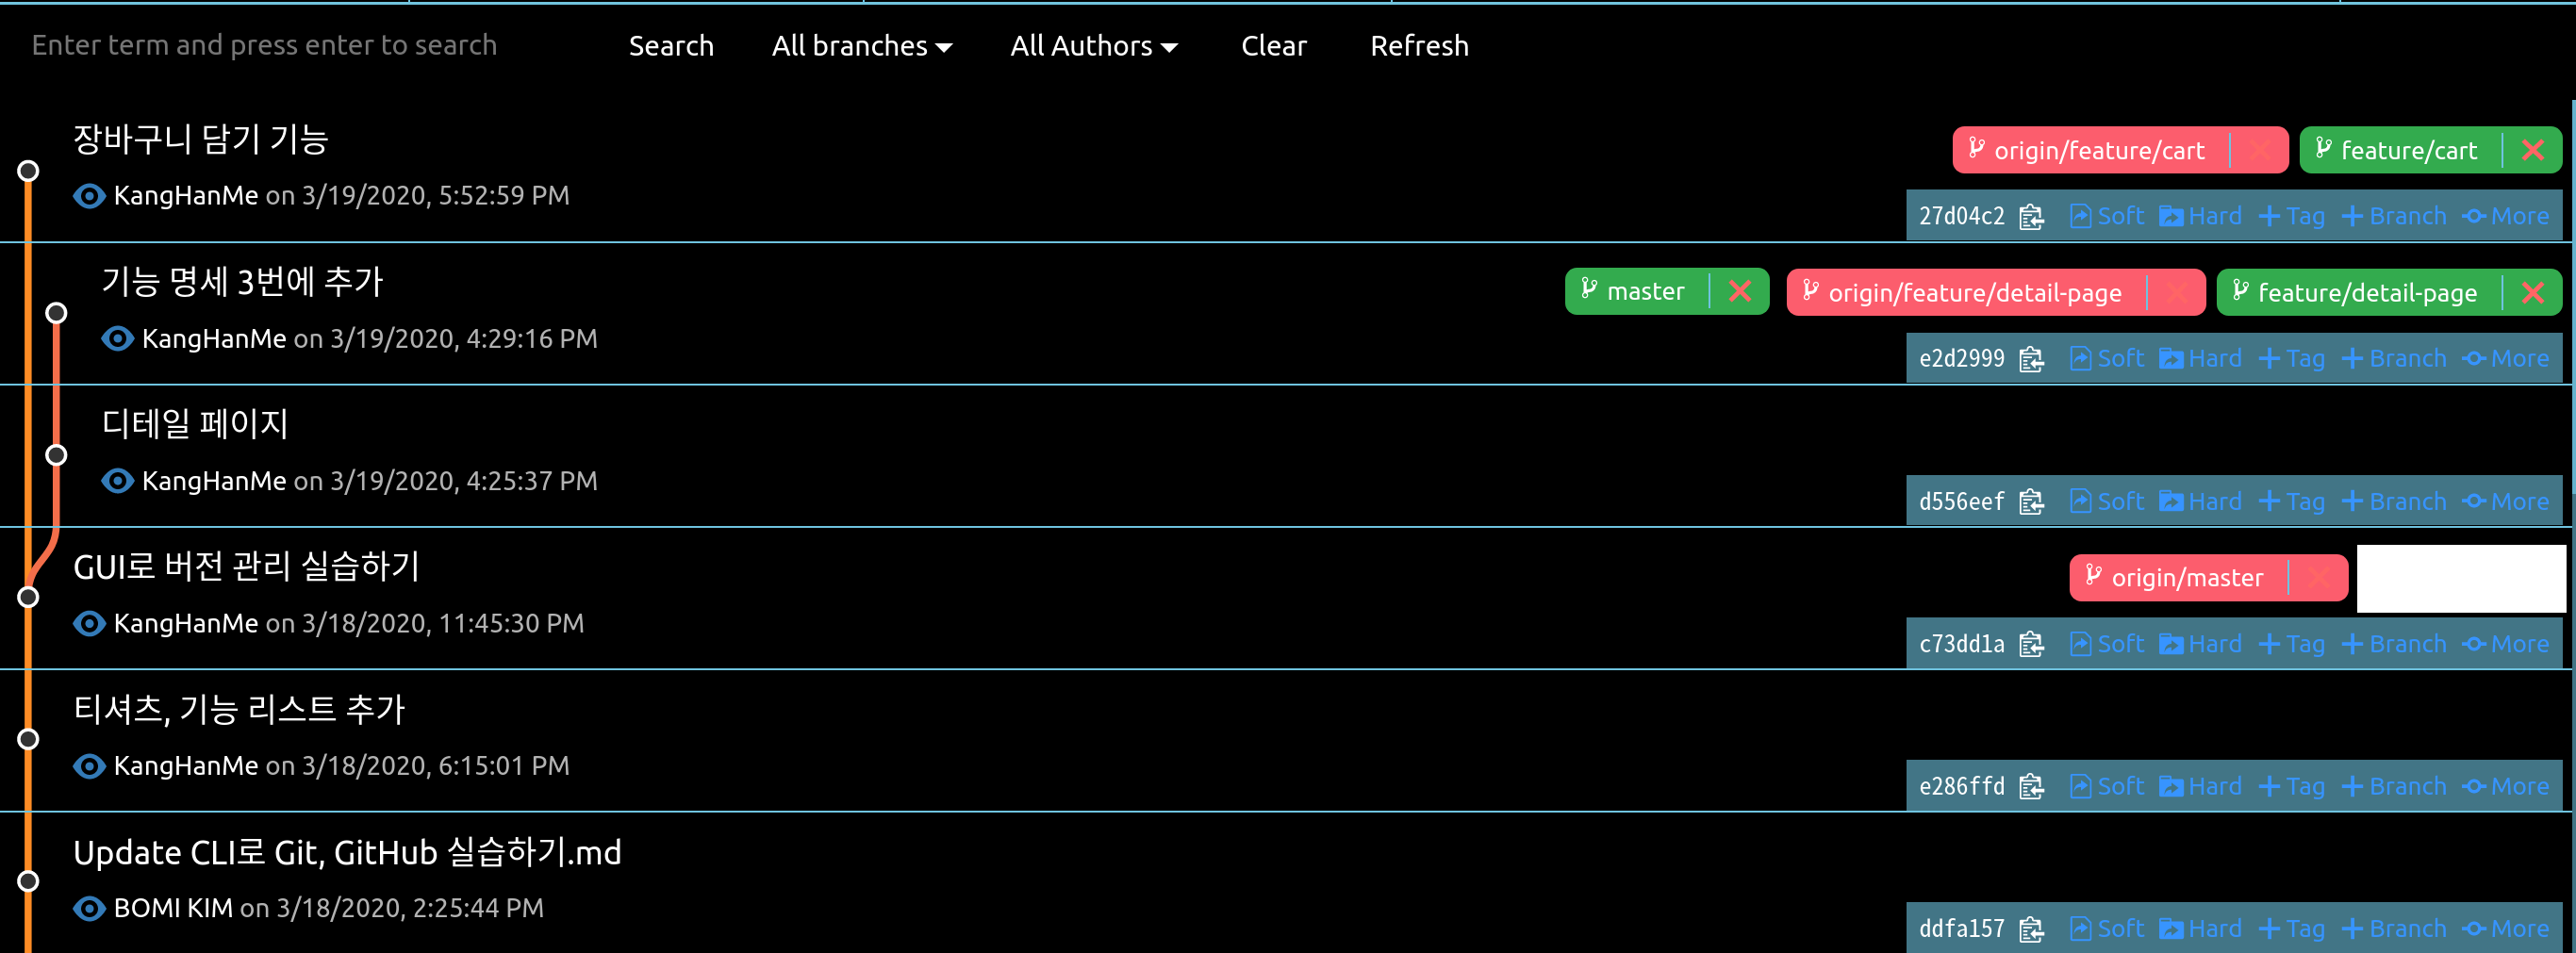 Enter term and press enter to search Search All branches All Authors Clear Refresh
장바구니 담기 기능 origin/feature/cart feature/cart
KangHanMe on 3/19/2020, 5:52:59 PM 27d04c2 Soft Hard Tag Branch More
기능 명세 3번에 추가 master origin/feature/detail-page feature/detail-page
KangHanMe on 3/19/2020, 4:29:16 PM e2d2999 Soft Hard Tag Branch More
디테일 페이지
KangHanMe on 3/19/2020, 4:25:37 PM d556eef Soft Hard Tag Branch More
GUI로 버전 관리 실습하기 origin/master
KangHanMe on 3/18/2020, 11:45:30 PM c73dd1a Soft Hard Tag Branch More
티셔츠, 기능 리스트 추가
KangHanMe on 3/18/2020, 6:15:01 PM e286ffd Soft Hard Tag Branch More
Update CLI로 Git, GitHub 실습하기.md
BOMI KIM on 3/18/2020, 2:25:44 PM ddfa157 Soft Hard Tag Branch More